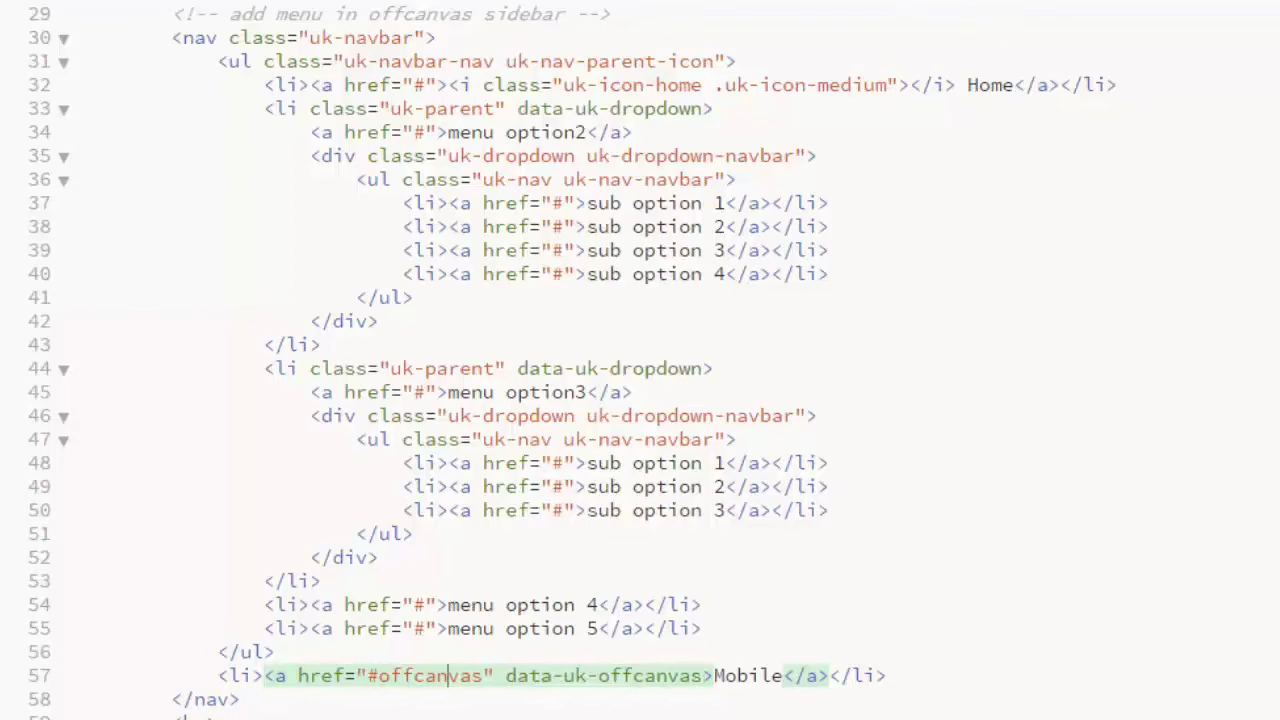 29 <!-- add menu in offcanvas sidebar -->
30 ▼ <nav class="uk-navbar">
31 ▼ <ul class="uk-navbar-nav uk-nav-parent-icon">
32 <li><a href="#"><i class="uk-icon-home .uk-icon-medium"></i> Home</a></li>
33 ▼ <li class="uk-parent" data-uk-dropdown>
34 <a href="#">menu option2</a>
35 ▼ <div class="uk-dropdown uk-dropdown-navbar">
36 ▼ <ul class="uk-nav uk-nav-navbar">
37 <li><a href="#">sub option 1</a></li>
38 <li><a href="#">sub option 2</a></li>
39 <li><a href="#">sub option 3</a></li>
40 <li><a href="#">sub option 4</a></li>
41 </ul>
42 </div>
43 </li>
44 ▼ <li class="uk-parent" data-uk-dropdown>
45 <a href="#">menu option3</a>
46 ▼ <div class="uk-dropdown uk-dropdown-navbar">
47 ▼ <ul class="uk-nav uk-nav-navbar">
48 <li><a href="#">sub option 1</a></li>
49 <li><a href="#">sub option 2</a></li>
50 <li><a href="#">sub option 3</a></li>
51 </ul>
52 </div>
53 </li>
54 <li><a href="#">menu option 4</a></li>
55 <li><a href="#">menu option 5</a></li>
56 </ul>
57 <li><a href="#offcanvas" data-uk-offcanvas>Mobile</a></li>
58 </nav>